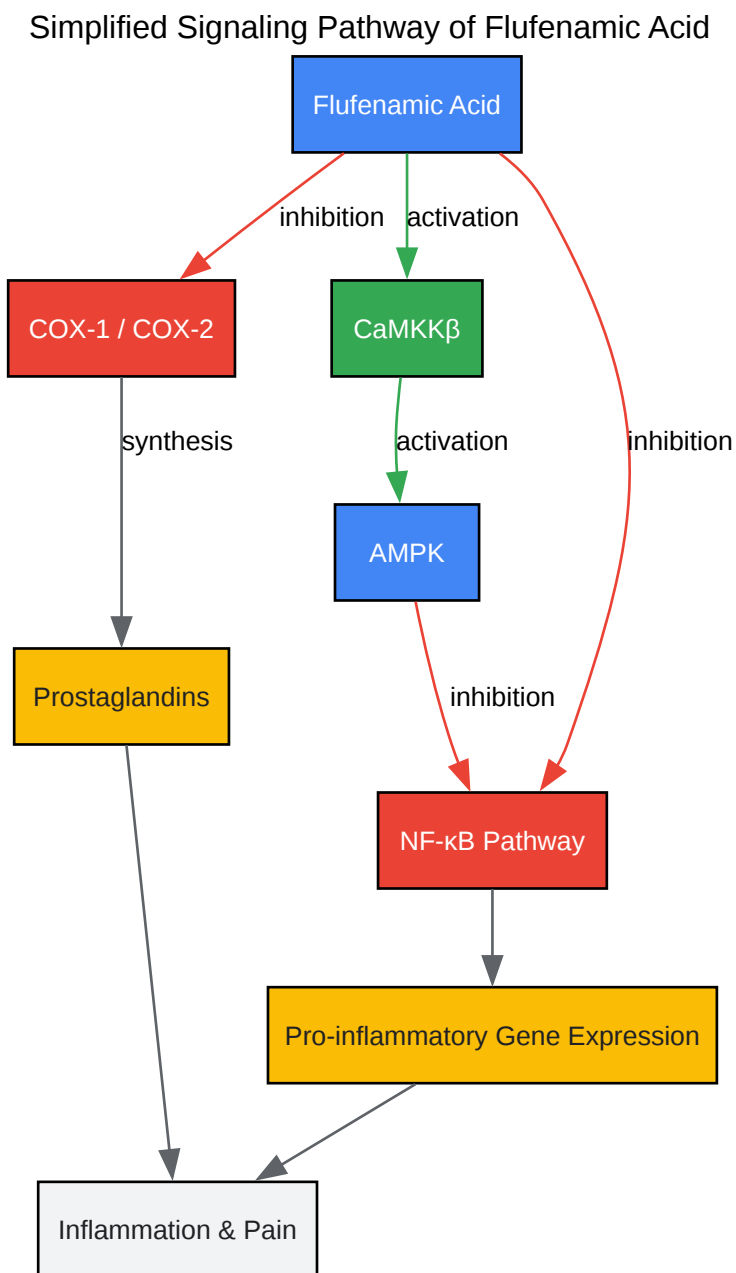 Simplified Signaling Pathway of Flufenamic Acid
Flufenamic Acid
inhibition
activation
COX-1 / COX-2
CaMKKβ
synthesis
activation
inhibition
AMPK
Prostaglandins
inhibition
NF-κB Pathway
Pro-inflammatory Gene Expression
Inflammation & Pain